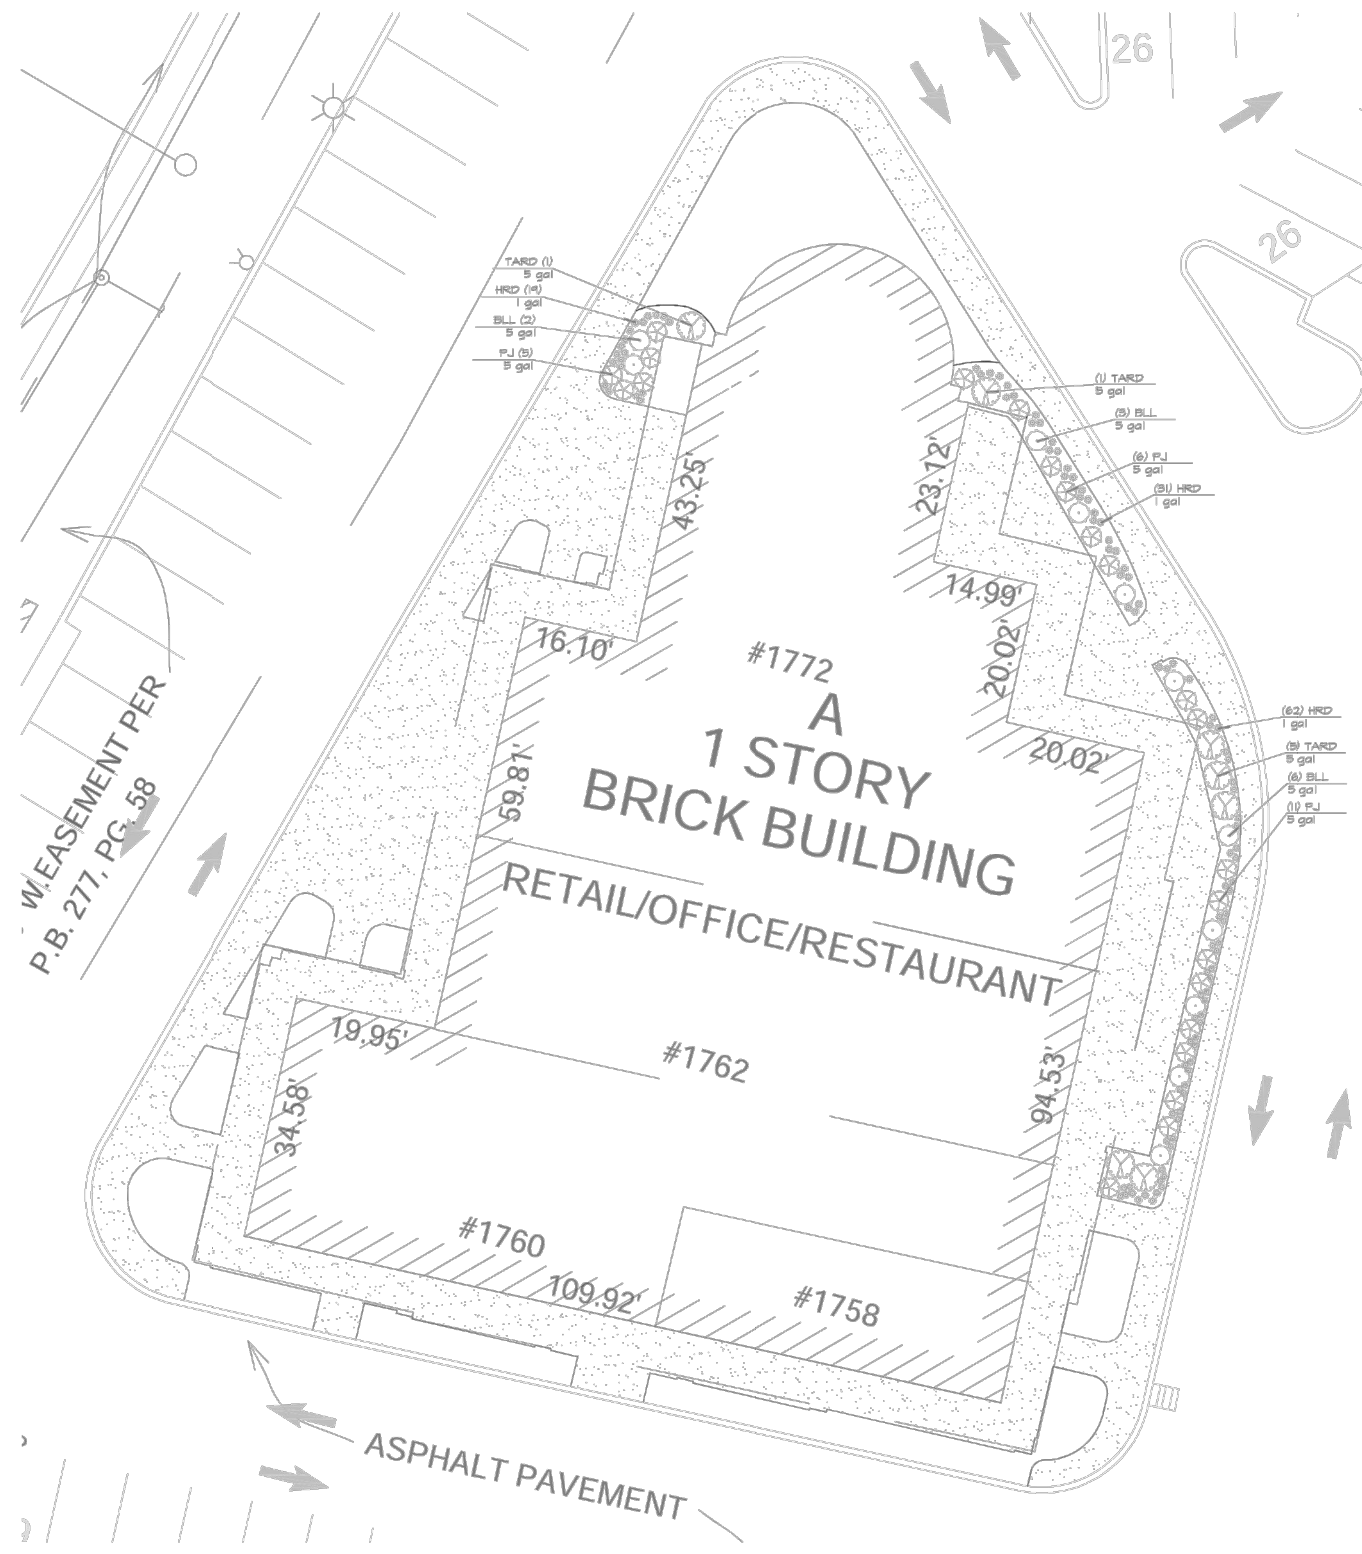 26
26
TARD (1)
5 gal
HRD (19)
1 gal
BLL (2)
5 gal
PJ (5)
5 gal
(1) TARD
5 gal
(3) BLL
5 gal
(6) PJ
5 gal
(31) HRD
1 gal
43.25'
23.12'
14.99'
16.10'
20.02'
#1772
A
1 STORY
BRICK BUILDING
20.02'
(62) HRD
1 gal
(5) TARD
5 gal
(6) BLL
5 gal
(11) PJ
5 gal
W.EASEMENT PER
P.B. 277, PG. 58
59.81'
RETAIL/OFFICE/RESTAURANT
19.95'
#1762
34.58'
94.53'
#1760
109.92'
#1758
ASPHALT PAVEMENT